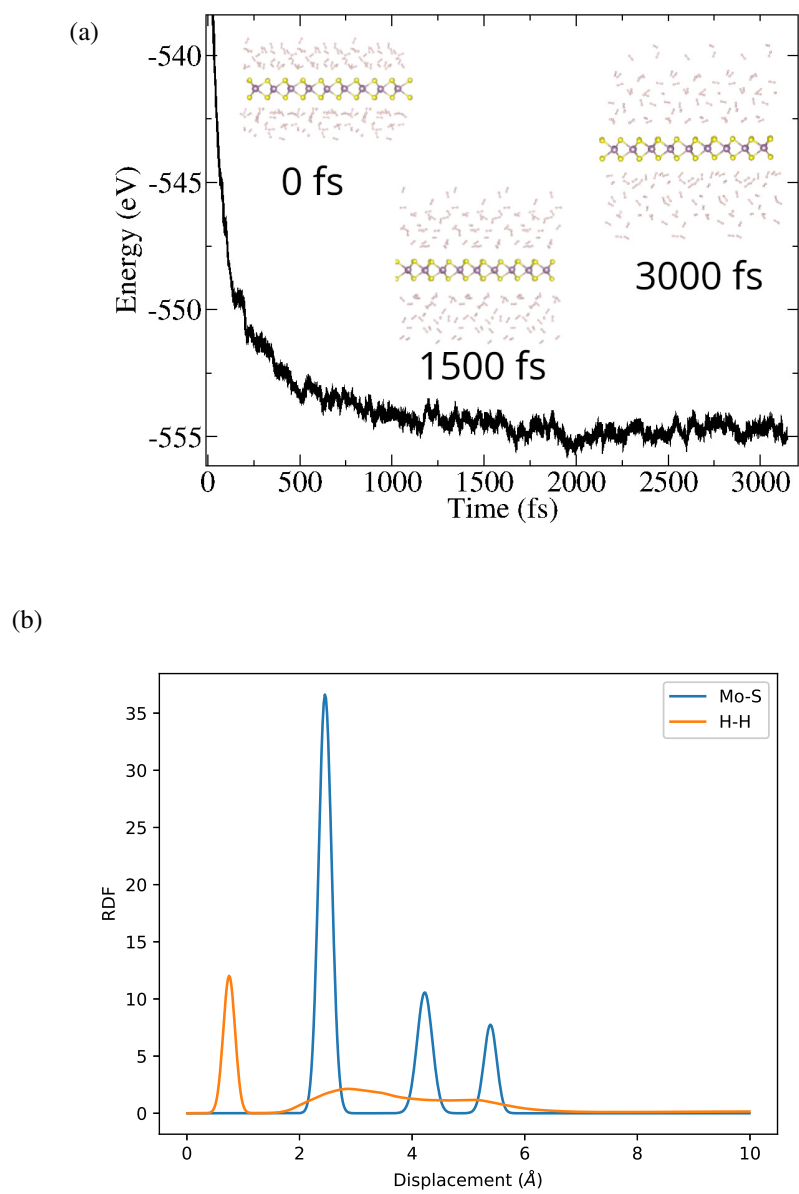 (a)
-540
-545
-550
-555
Energy (eV)
0 fs
1500 fs
3000 fs
0 500 1000 1500 2000 2500 3000
Time (fs)
(b)
Mo-S
H-H
35
30
25
20
15
10
5
0
RDF
0 2 4 6 8 10
Displacement (Å)